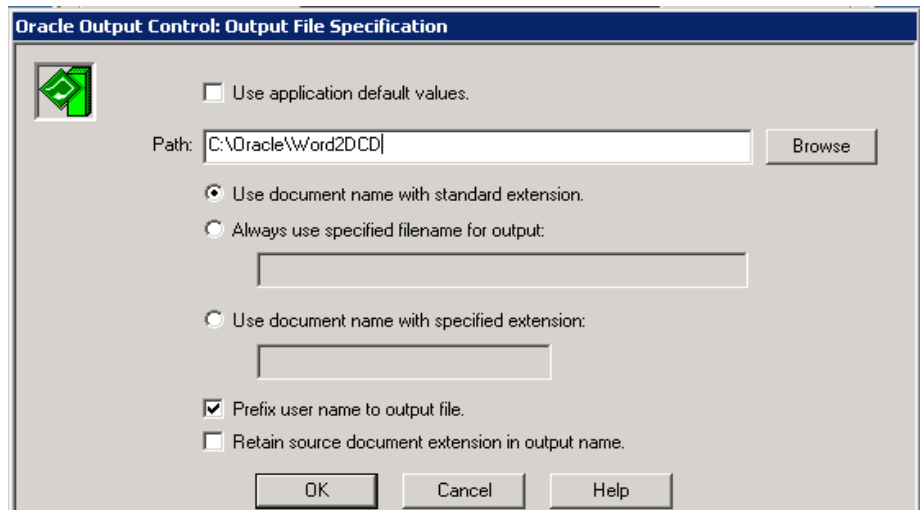 Oracle Output Control: Output File Specification
Use application default values.
Path: C:\Oracle\Word2DCD Browse
Use document name with standard extension.
Always use specified filename for output:
Use document name with specified extension:
Prefix user name to output file.
Retain source document extension in output name.
OK Cancel Help